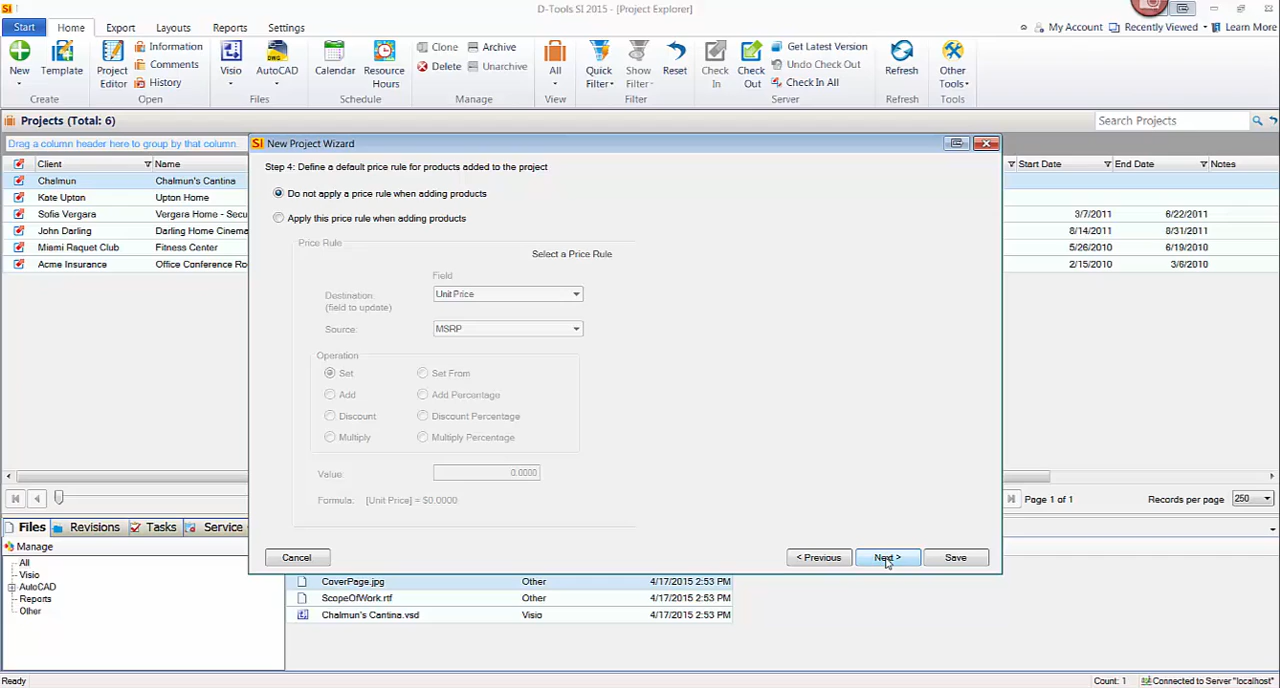 SI
D-Tools SI 2015 - [Project Explorer]
Start Home Export Layouts Reports Settings
My Account Recently Viewed Learn More
New Template Project Editor Information Comments History Visio AutoCAD Calendar Resource Hours Clone Delete Archive Unarchive All Quick Filter Show Filter Reset Check In Check Out Get Latest Version Undo Check Out Check In All Refresh Other Tools
Create Open Files Schedule Manage View Filter Server Refresh Tools
Projects (Total: 6) Search Projects
Drag a column header here to group by that column
Client Name Start Date End Date Notes
Chalmun Chalmun's Cantina
Kate Upton Upton Home
Sofia Vergara Vergara Home - Secu 3/7/2011 6/22/2011
John Darling Darling Home Cinema 8/14/2011 8/31/2011
Miami Raquet Club Fitness Center 5/26/2010 6/19/2010
Acme Insurance Office Conference Ro 2/15/2010 3/6/2010
SI New Project Wizard
Step 4: Define a default price rule for products added to the project
Do not apply a price rule when adding products
Apply this price rule when adding products
Price Rule
Select a Price Rule
Field
Destination Unit Price
(field to update)
Source: MSRP
Operation
Set Set From
Add Add Percentage
Discount Discount Percentage
Multiply Multiply Percentage
Value: 0.0000
Formula: [Unit Price] = $0.0000
Cancel < Previous Next > Save
Page 1 of 1 Records per page 250
Files Revisions Tasks Service
Manage
All
Visio
AutoCAD
Reports
Other
CoverPage.jpg Other 4/17/2015 2:53 PM
ScopeOfWork.rtf Other 4/17/2015 2:53 PM
Chalmun's Cantina.vsd Visio 4/17/2015 2:53 PM
Ready Count: 1 Connected to Server "localhost"